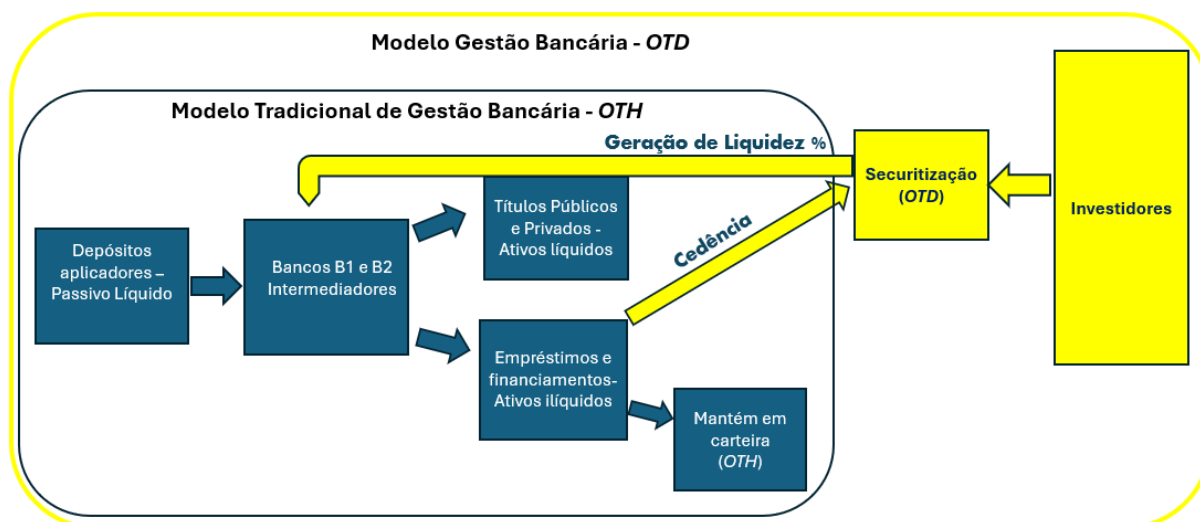 Modelo Gestão Bancária - OTD
Modelo Tradicional de Gestão Bancária - OTH
Geração de Liquidez %
Securitização
(OTD)
Investidores
Títulos Públicos
e Privados -
Ativos líquidos
Cedência
Depósitos
aplicadores –
Passivo Líquido
Bancos B1 e B2
Intermediadores
Empréstimos e
financiamentos-
Ativos ilíquidos
Mantém em
carteira
(OTH)